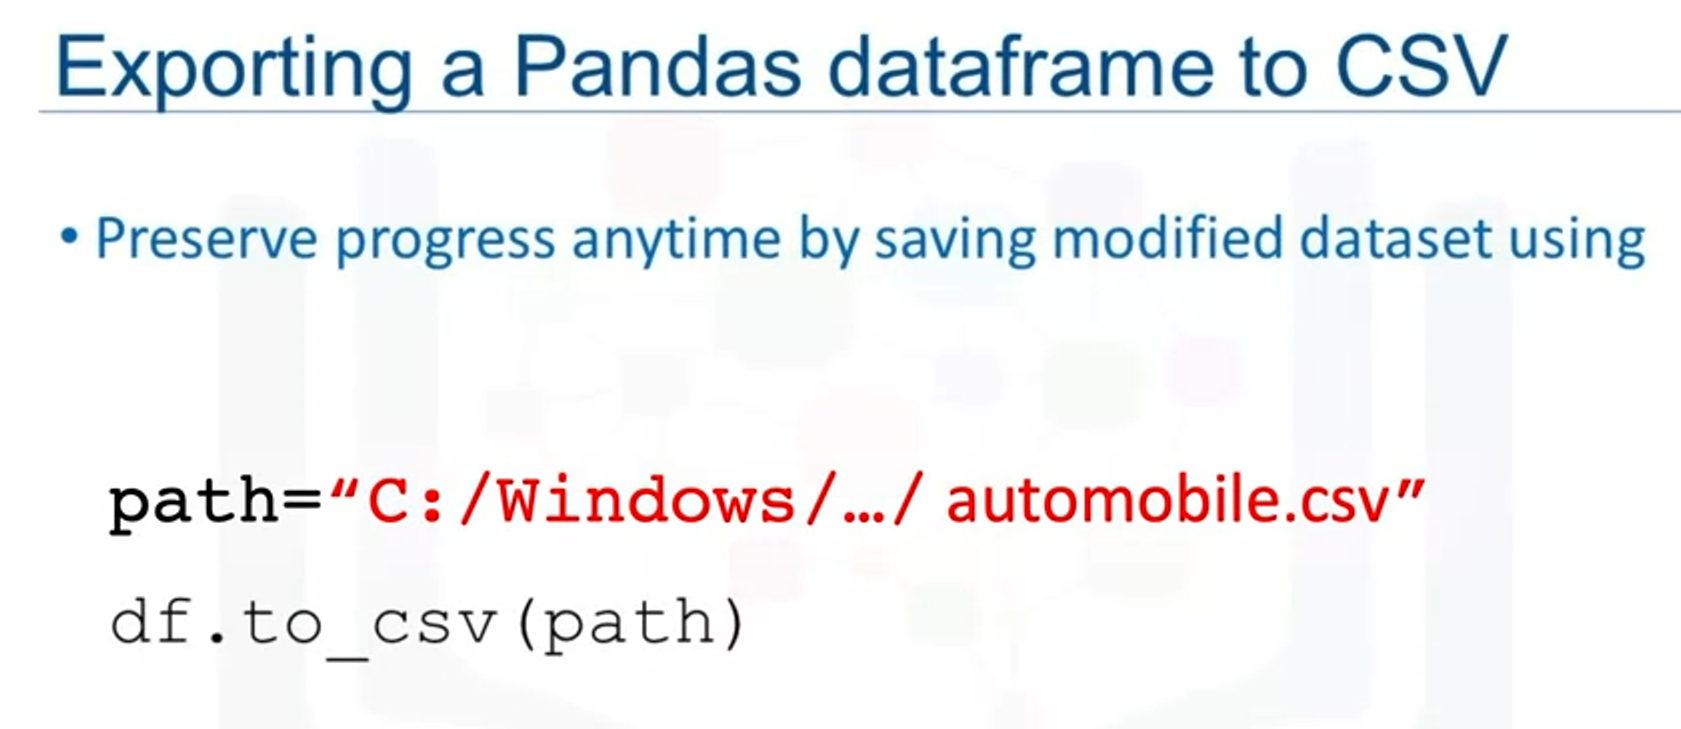 Exporting a Pandas dataframe to CSV
• Preserve progress anytime by saving modified dataset using
path=“C:/Windows/…/ automobile.csv”
df.to_csv(path)